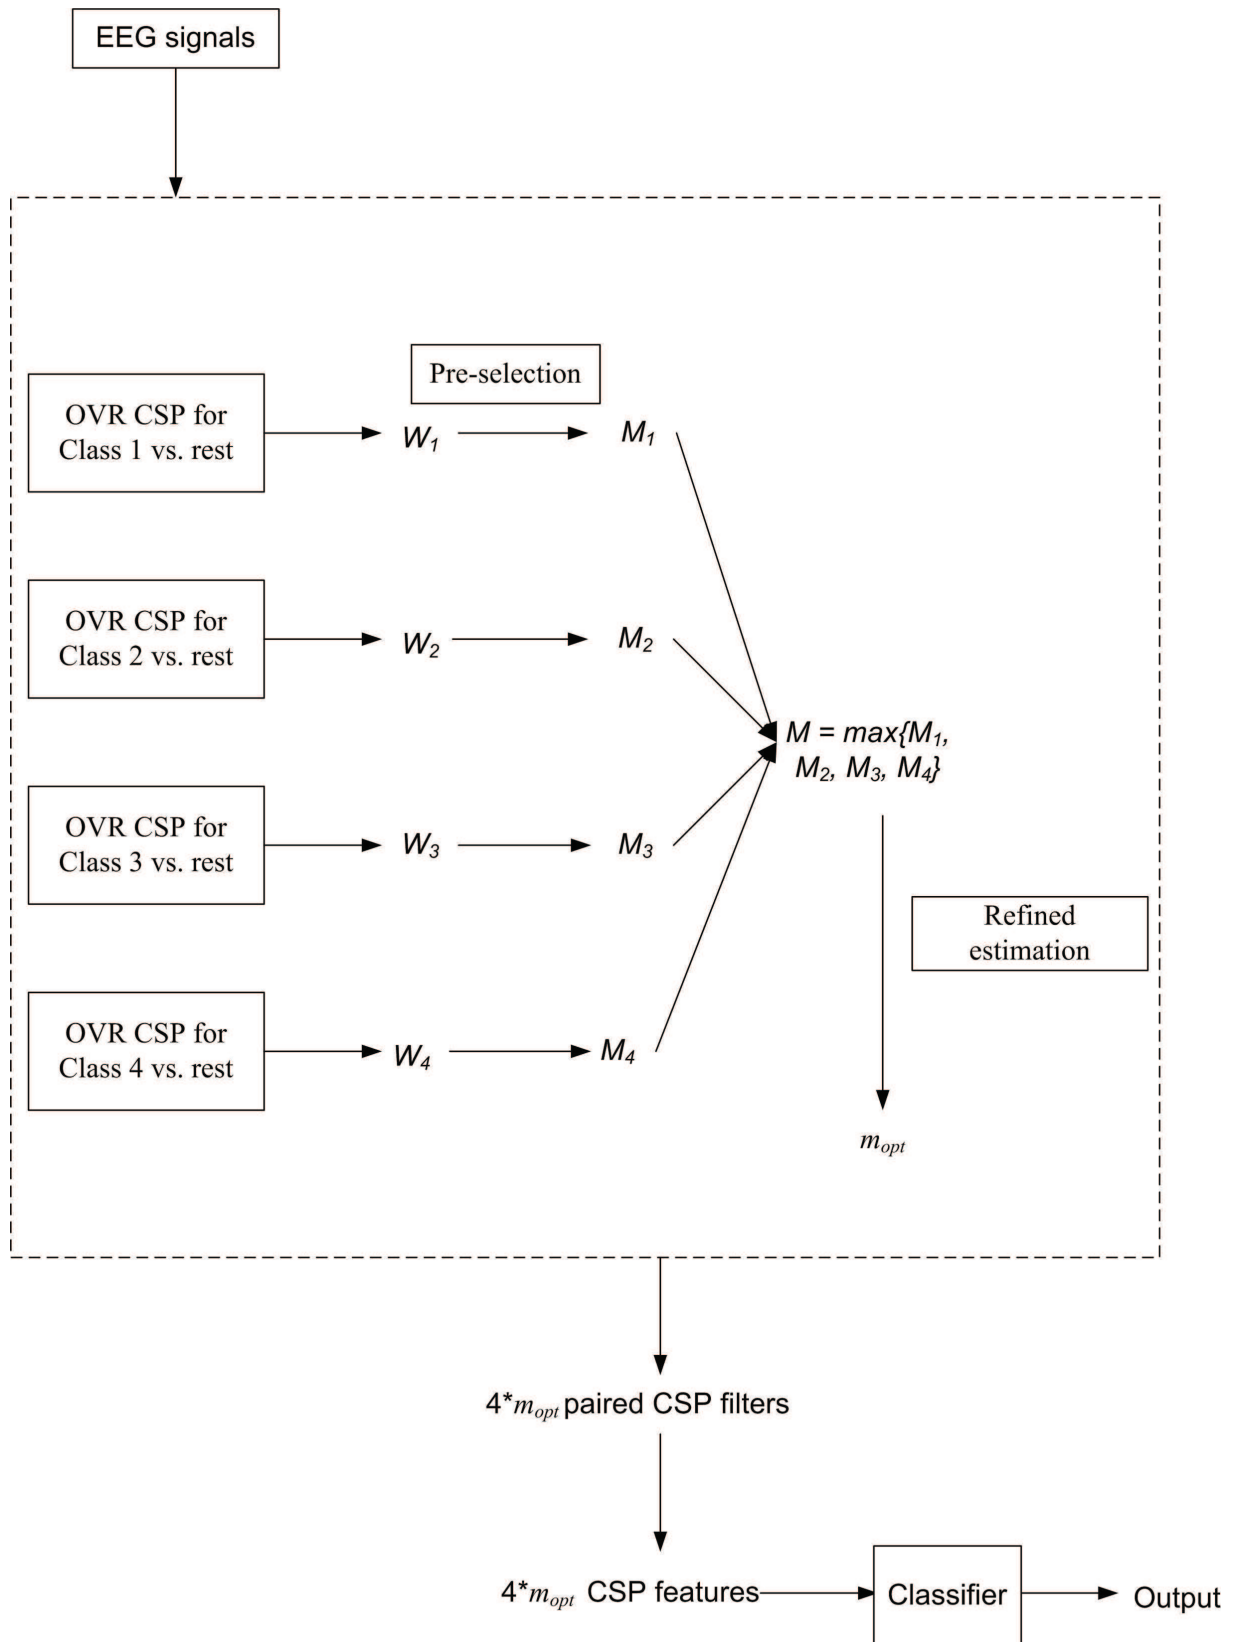 EEG signals
Pre-selection
OVR CSP for
Class 1 vs. rest
W1
M1
OVR CSP for
Class 2 vs. rest
W2
M2
M = max{M1,
M2, M3, M4}
OVR CSP for
Class 3 vs. rest
W3
M3
Refined
estimation
OVR CSP for
Class 4 vs. rest
W4
M4
mopt
4*mopt paired CSP filters
4*mopt CSP features
Classifier
Output